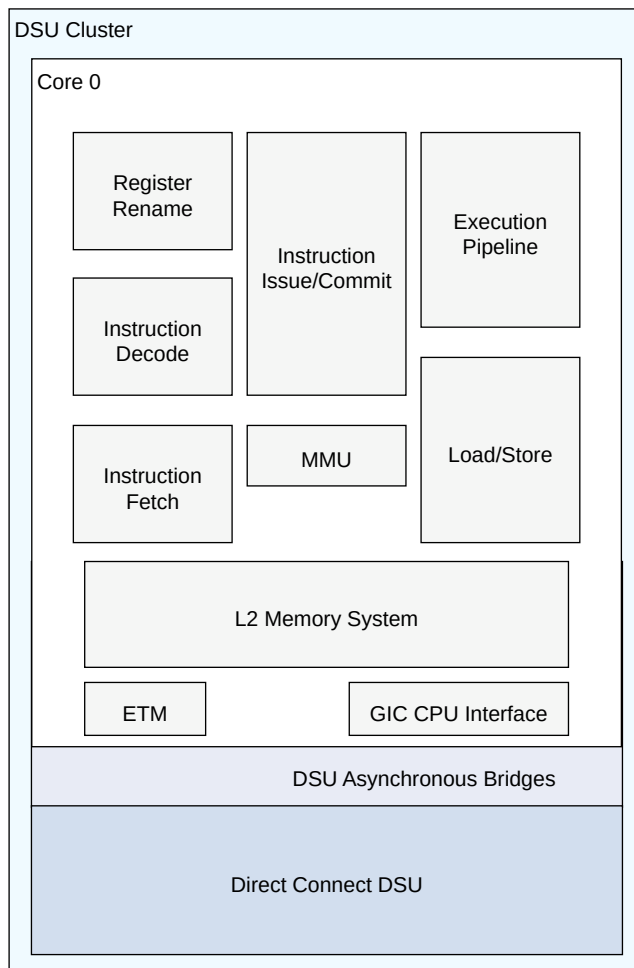 DSU Cluster
Core 0
Register
Rename
Instruction
Issue/Commit
Execution
Pipeline
Instruction
Decode
Instruction
Fetch
MMU
Load/Store
L2 Memory System
ETM
GIC CPU Interface
DSU Asynchronous Bridges
Direct Connect DSU